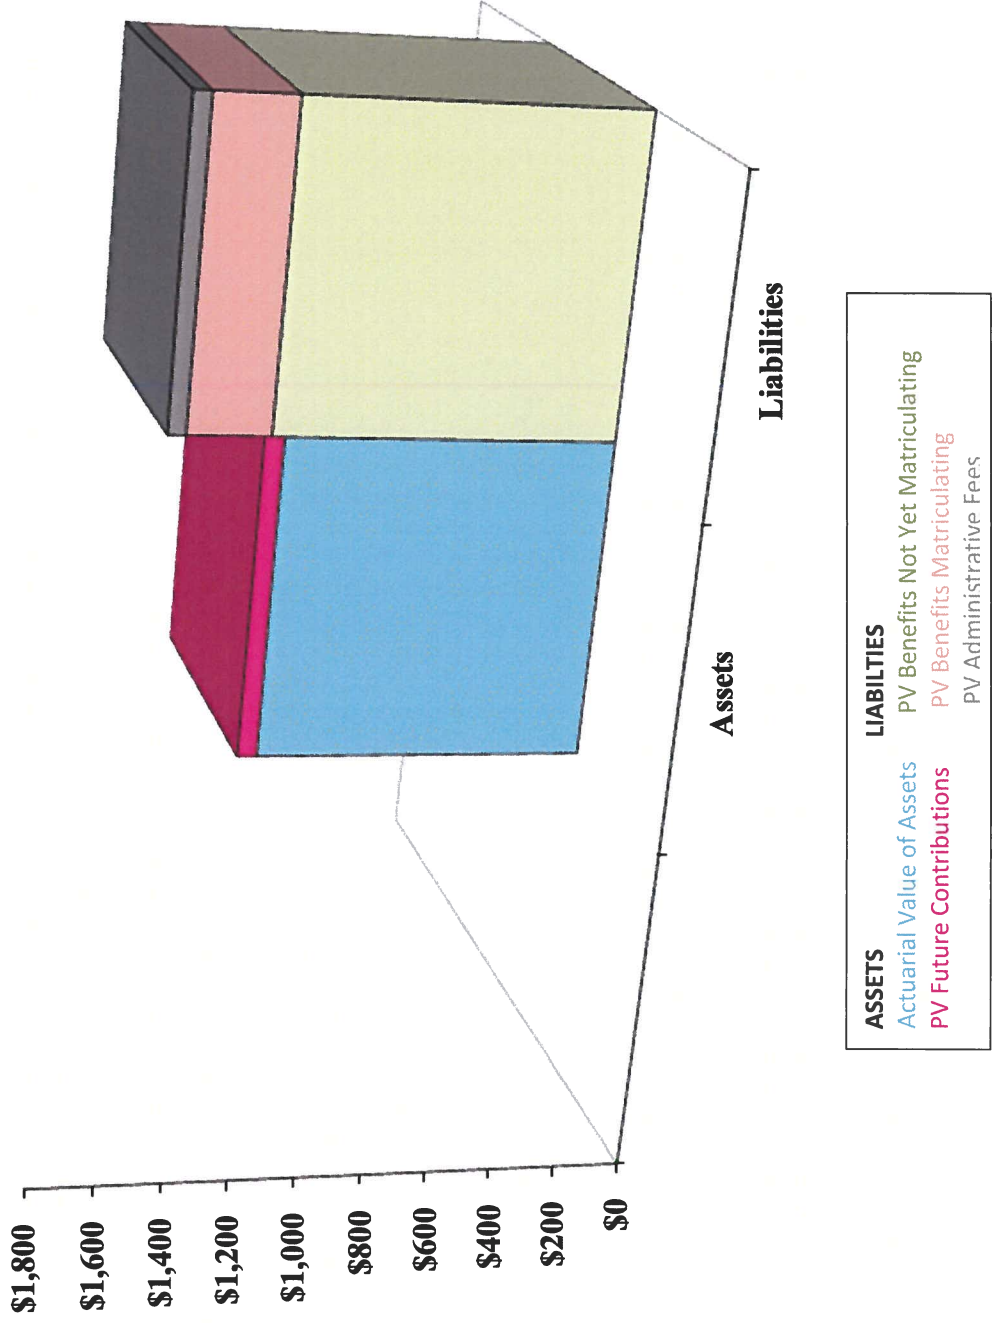 $1,800
$1,600
$1,400
$1,200
$1,000
$800
$600
$400
$200
$0
Assets
Liabilities
ASSETS
Actuarial Value of Assets
PV Future Contributions
LIABILTIES
PV Benefits Not Yet Matriculating
PV Benefits Matriculating
PV Administrative Fees